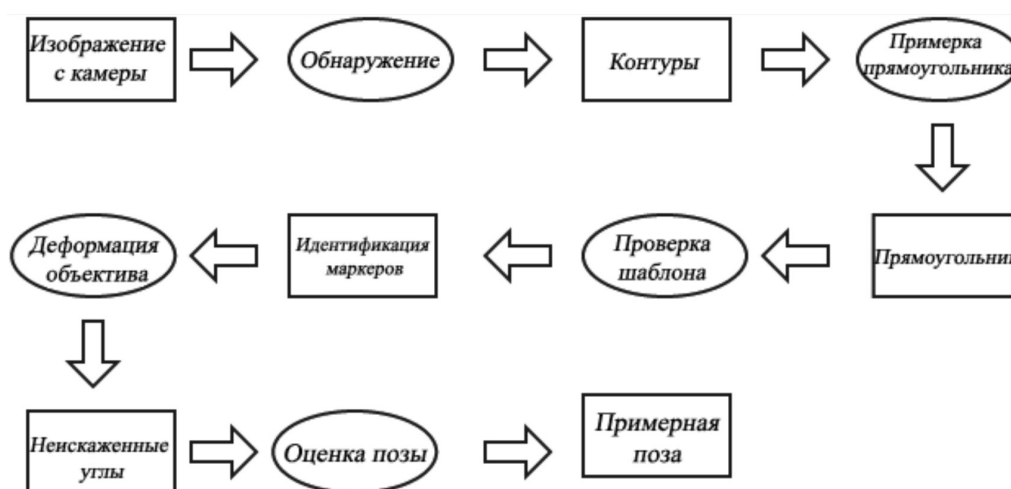 Изображение
с камеры
Обнаружение
Контуры
Примерка
прямоугольника
Деформация
объектива
Идентификация
маркеров
Проверка
шаблона
Прямоугольник
Неискаженные
углы
Оценка позы
Примерная
поза